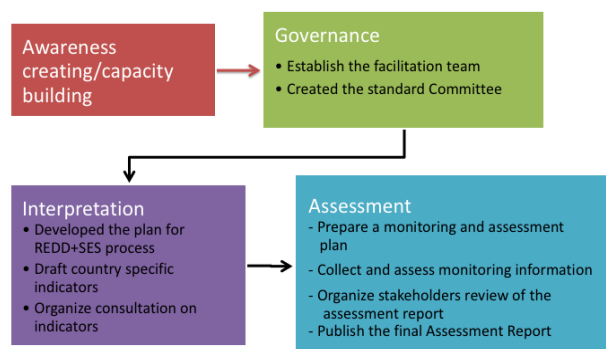 Awareness
creating/capacity
building
Governance
• Establish the facilitation team
• Created the standard Committee
Interpretation
• Developed the plan for
REDD+SES process
• Draft country specific
indicators
• Organize consultation on
indicators
Assessment
- Prepare a monitoring and assessment
plan
- Collect and assess monitoring information
- Organize stakeholders review of the
assessment report
- Publish the final Assessment Report